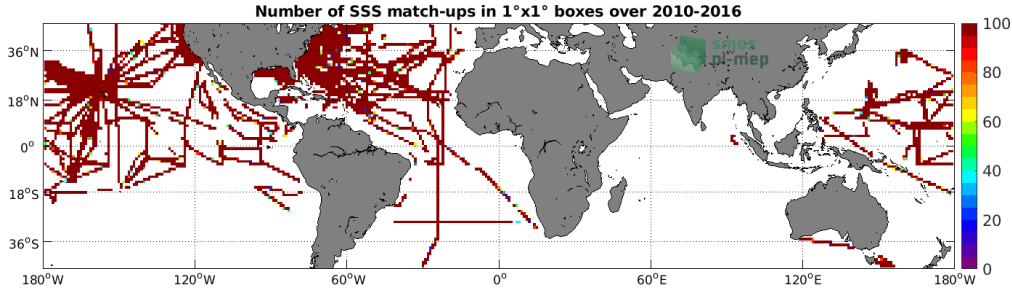 Number of SSS match-ups in 1°x1° boxes over 2010-2016
smos
pi-mep
36°N
18°N
0°
18°S
36°S
180°W
120°W
60°W
0°
60°E
120°E
180°W
100
80
60
40
20
0